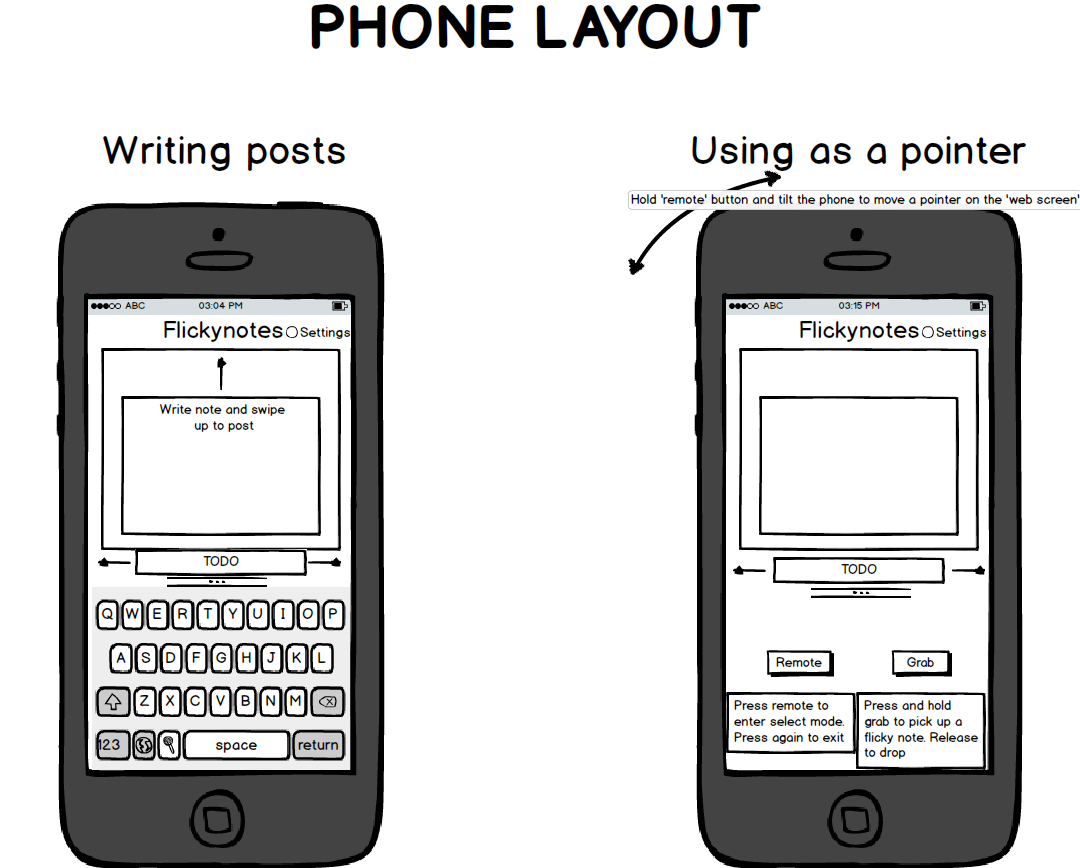 PHONE LAYOUT
Writing posts
ABC 03:04 PM
Flickynotes Settings
Write note and swipe
up to post
TODO
Q W E R T Y U I O P
A S D F G H J K L
Z X C V B N M
123 space return
Using as a pointer
Hold 'remote' button and tilt the phone to move a pointer on the 'web screen'
ABC 03:15 PM
Flickynotes Settings
TODO
Remote Grab
Press remote to
enter select mode.
Press again to exit
Press and hold
grab to pick up a
flicky note. Release
to drop